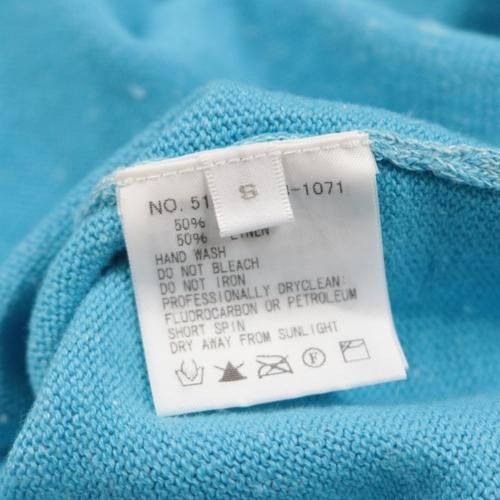 S
NO. 51 -1071
50%
50% LINEN
HAND WASH
DO NOT BLEACH
DO NOT IRON
PROFESSIONALLY DRYCLEAN:
FLUOROCARBON OR PETROLEUM
SHORT SPIN
DRY AWAY FROM SUNLIGHT
F